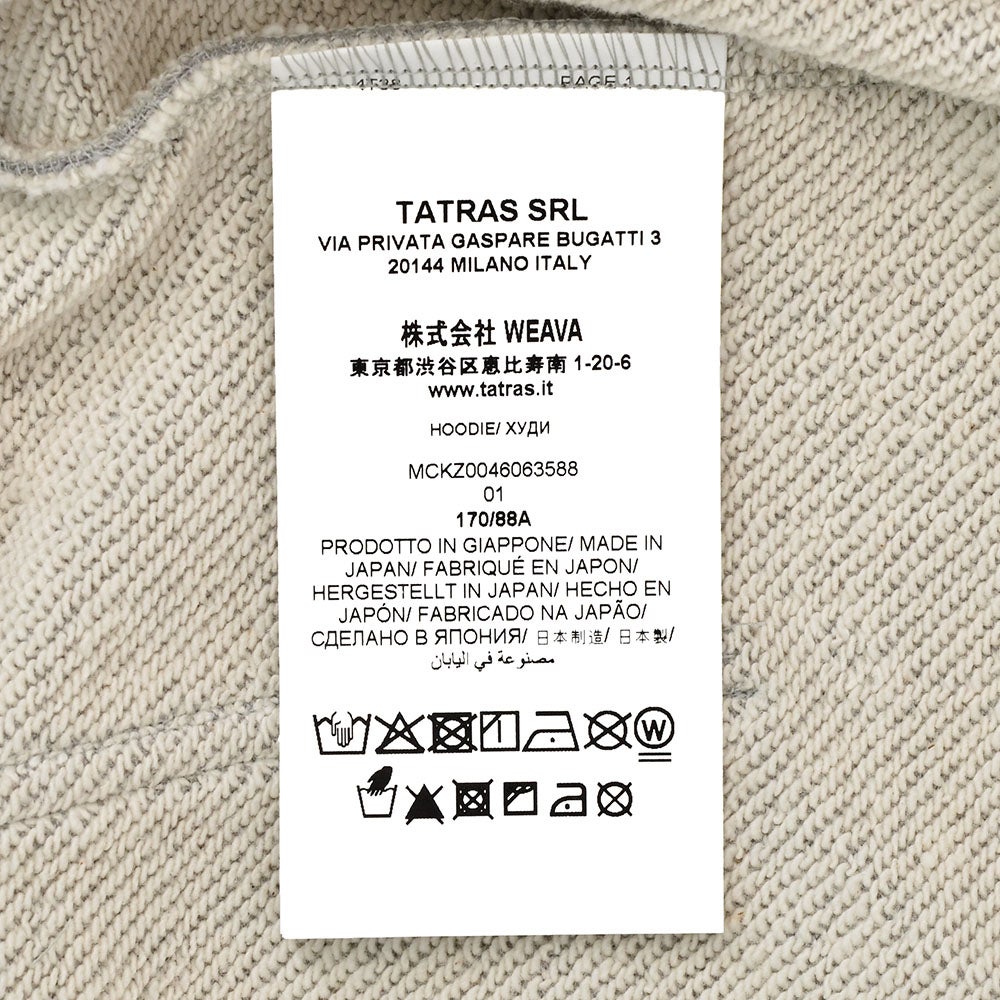 PAGE 1
TATRAS SRL
VIA PRIVATA GASPARE BUGATTI 3
20144 MILANO ITALY
株式会社 WEAVA
東京都渋谷区恵比寿南 1-20-6
www.tatras.it
HOODIE/ ХУДИ
MCKZ0046063588
01
170/88A
PRODOTTO IN GIAPPONE/ MADE IN
JAPAN/ FABRIQUÉ EN JAPON/
HERGESTELLT IN JAPAN/ HECHO EN
JAPÓN/ FABRICADO NA JAPÃO/
СДЕЛАНО В ЯПОНИЯ/ 日本制造/ 日本製/
مصنوعة في اليابان
W